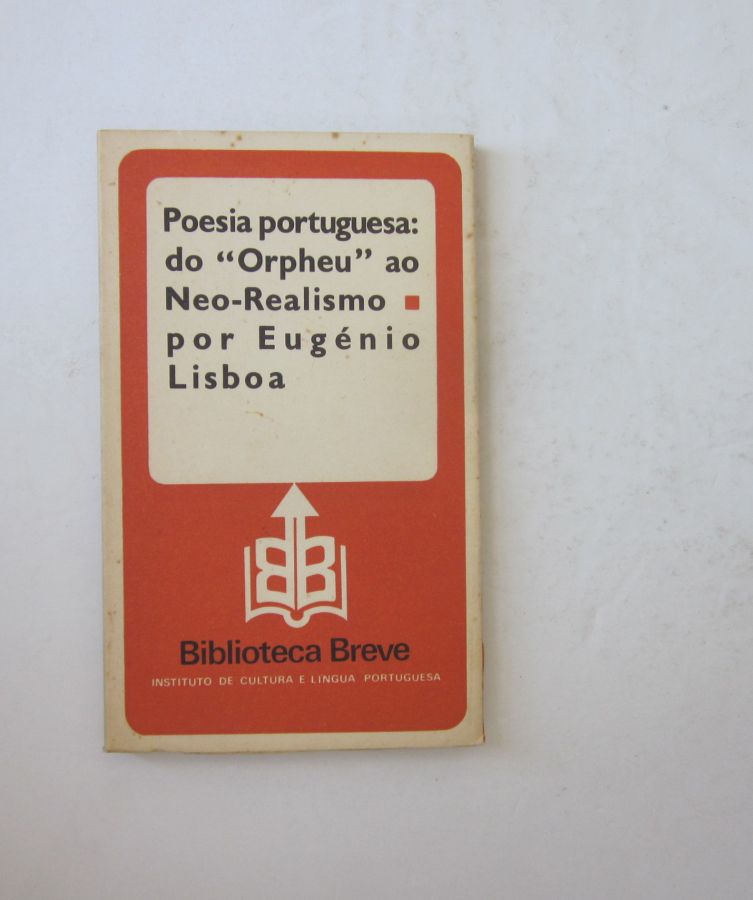 Poesia portuguesa:
do “Orpheu” ao
Neo-Realismo ■
por Eugénio
Lisboa
BB
Biblioteca Breve
INSTITUTO DE CULTURA E LÍNGUA PORTUGUESA